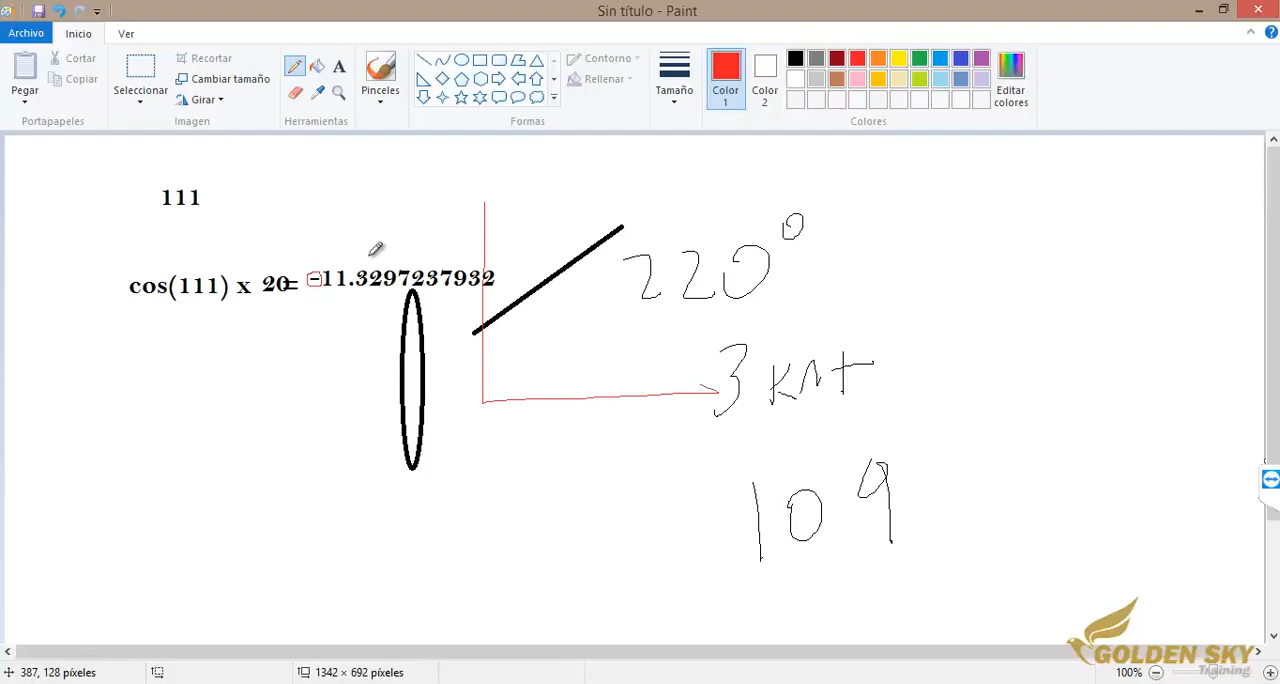 Sin título - Paint
Archivo Inicio Ver
Pegar
Cortar
Copiar
Portapapeles
Seleccionar
Recortar
Cambiar tamaño
Girar
Imagen
Herramientas
Pinceles
Formas
Contorno
Rellenar
Tamaño
Color 1
Color 2
Editar colores
Colores
111
220°
cos(111) x 20= -11.3297237932
3 kn+
109
GOLDEN SKY
Training
387, 128 píxeles
1342 × 692 píxeles
100%